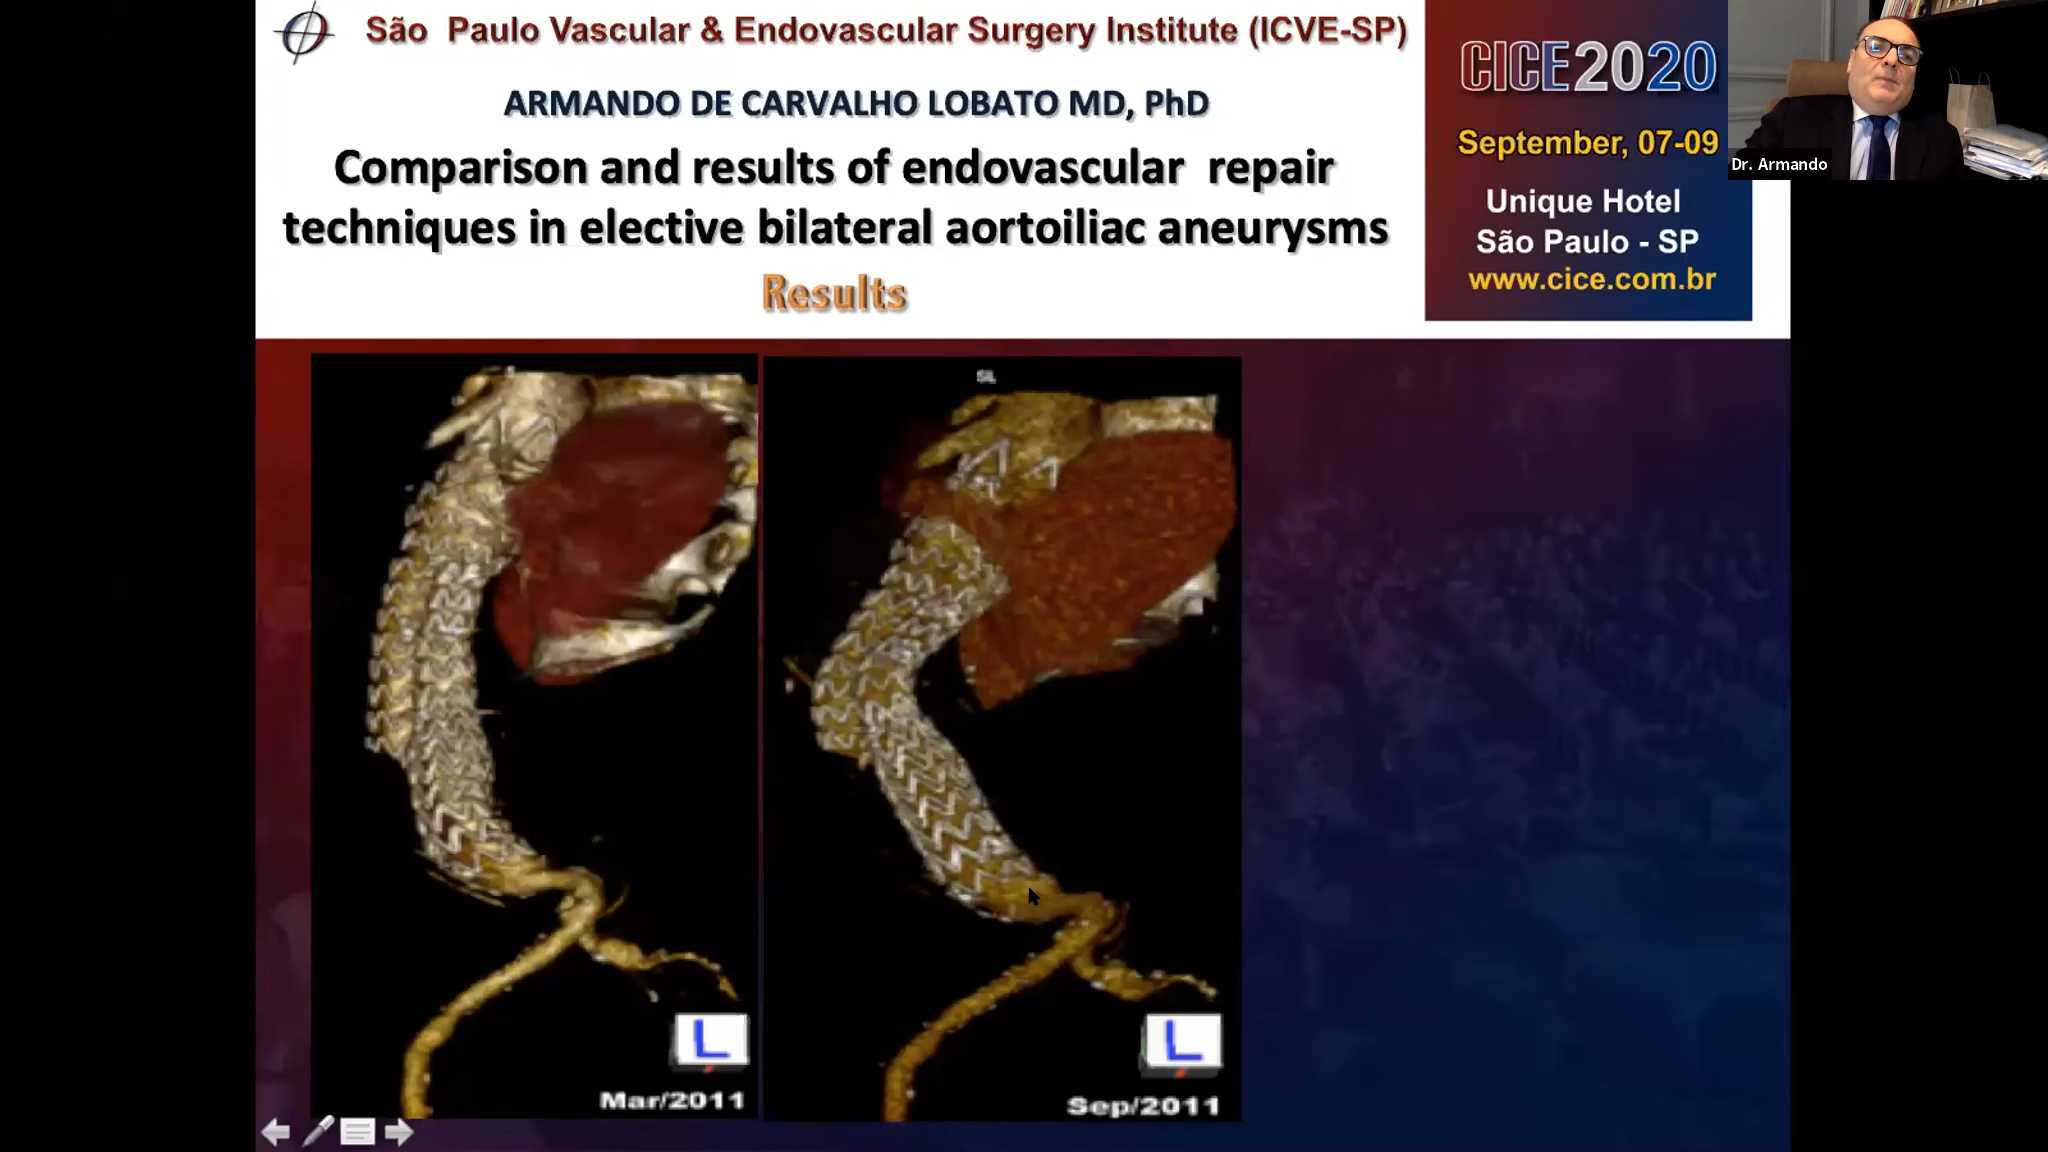 São Paulo Vascular & Endovascular Surgery Institute (ICVE-SP)
ARMANDO DE CARVALHO LOBATO MD, PhD
Comparison and results of endovascular repair
techniques in elective bilateral aortoiliac aneurysms
Results
CICE2020
September, 07-09
Unique Hotel
São Paulo - SP
www.cice.com.br
Dr. Armando
SL
L
Mar/2011
L
Sep/2011